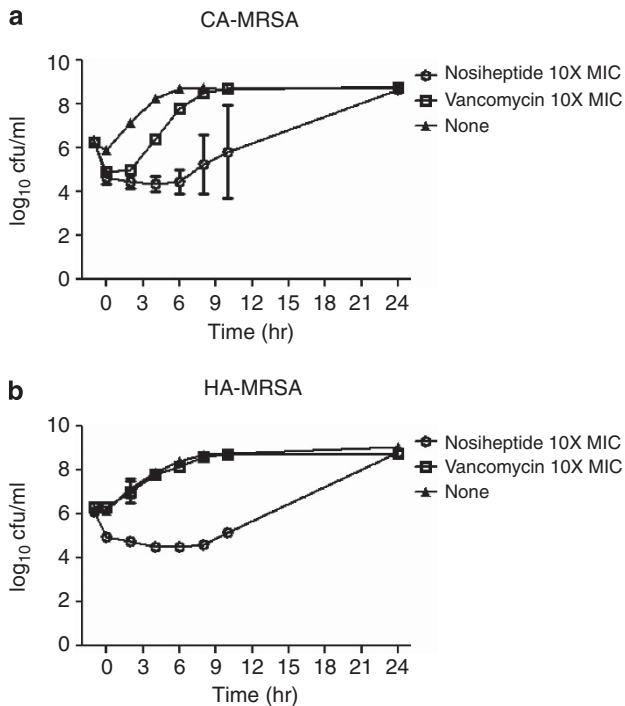 a
CA-MRSA
10
8
6
4
2
0
log10 cfu/ml
0 3 6 9 12 15 18 21 24
Time (hr)
Nosiheptide 10X MIC
Vancomycin 10X MIC
None
b
HA-MRSA
10
8
6
4
2
0
log10 cfu/ml
0 3 6 9 12 15 18 21 24
Time (hr)
Nosiheptide 10X MIC
Vancomycin 10X MIC
None